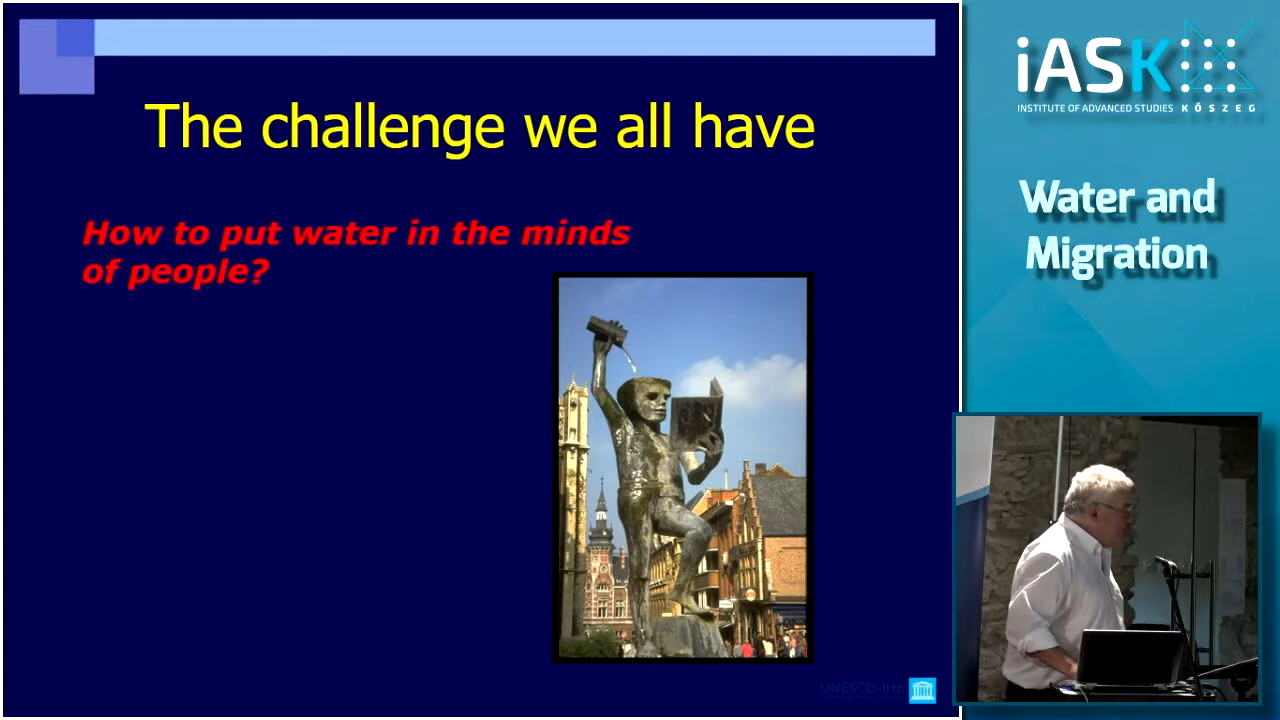 The challenge we all have
How to put water in the minds
of people?
UNESCO-IHE
iASK
INSTITUTE OF ADVANCED STUDIES KŐSZEG
Water and
Migration